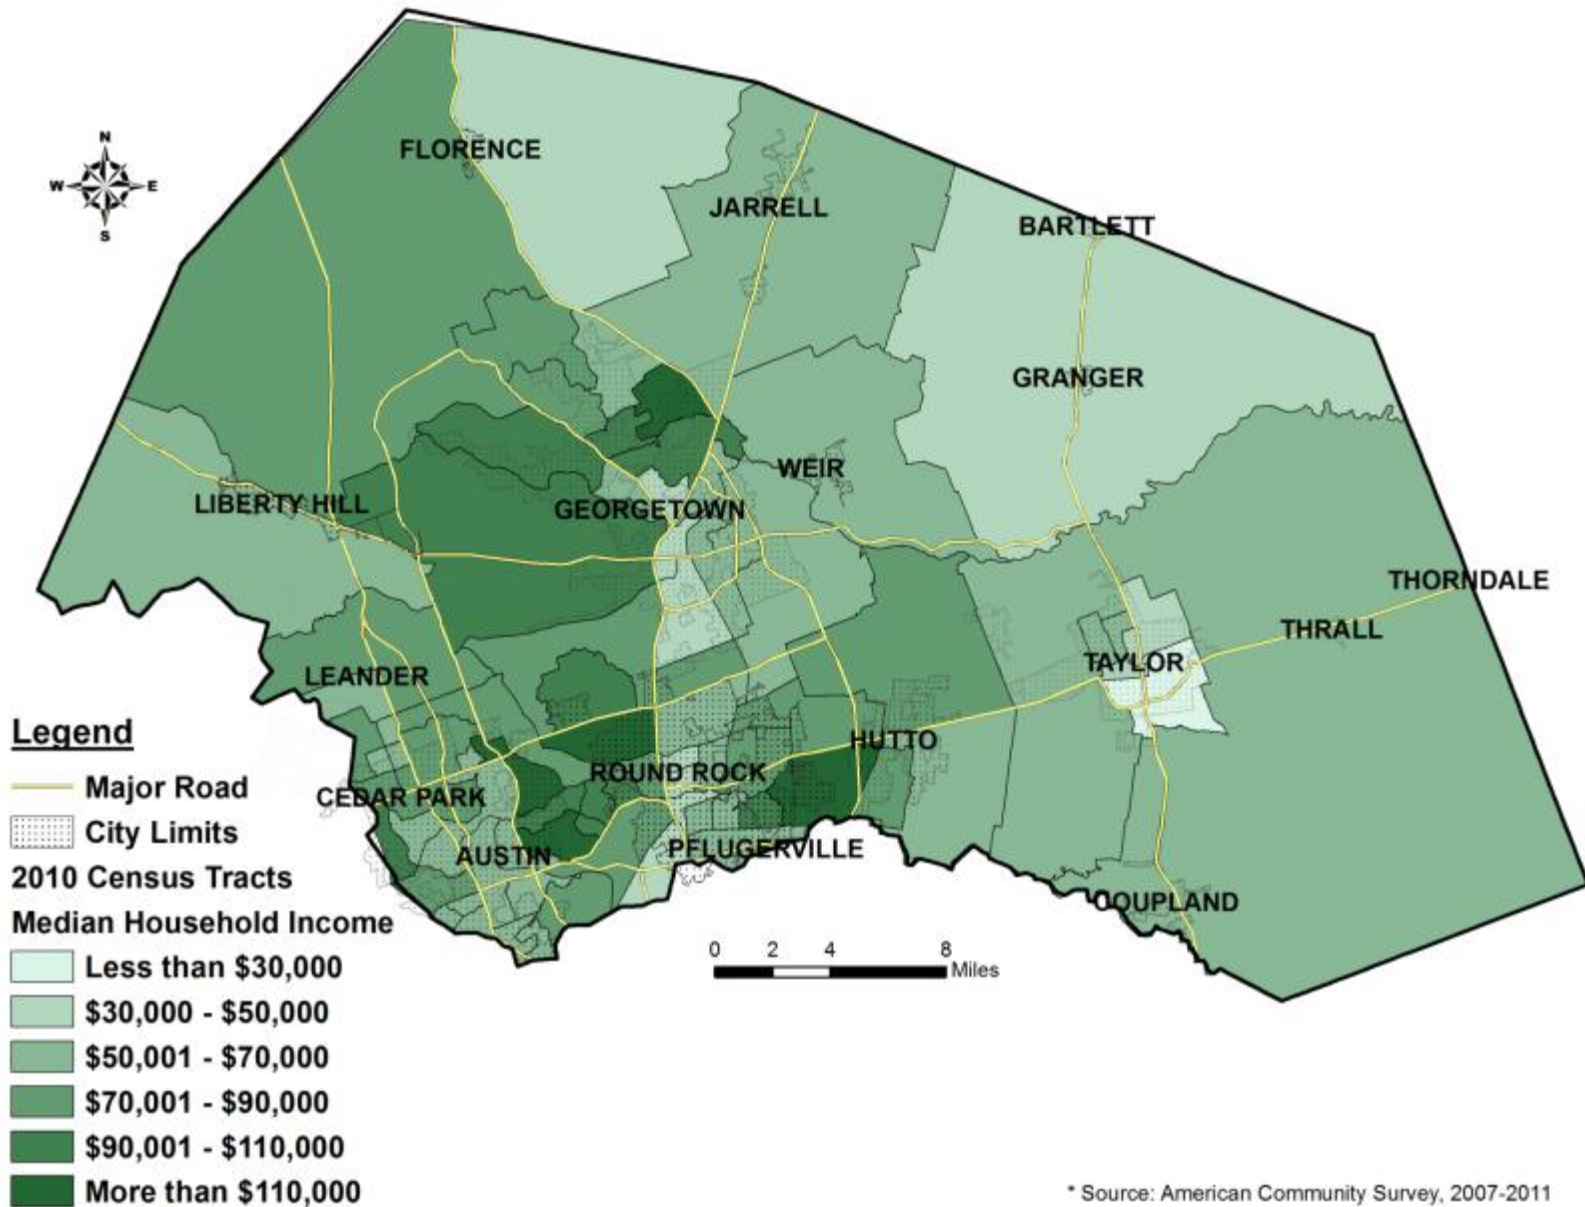 FLORENCE
N
W E
S
JARRELL
BARTLETT
GRANGER
WEIR
LIBERTY HILL
GEORGETOWN
THORNDALE
THRALL
TAYLOR
LEANDER
HUTTO
ROUND ROCK
CEDAR PARK
PFLUGERVILLE
AUSTIN
COUPLAND
Legend
Major Road
City Limits
2010 Census Tracts
Median Household Income
Less than $30,000
$30,000 - $50,000
$50,001 - $70,000
$70,001 - $90,000
$90,001 - $110,000
More than $110,000
0 2 4 8
Miles
* Source: American Community Survey, 2007-2011